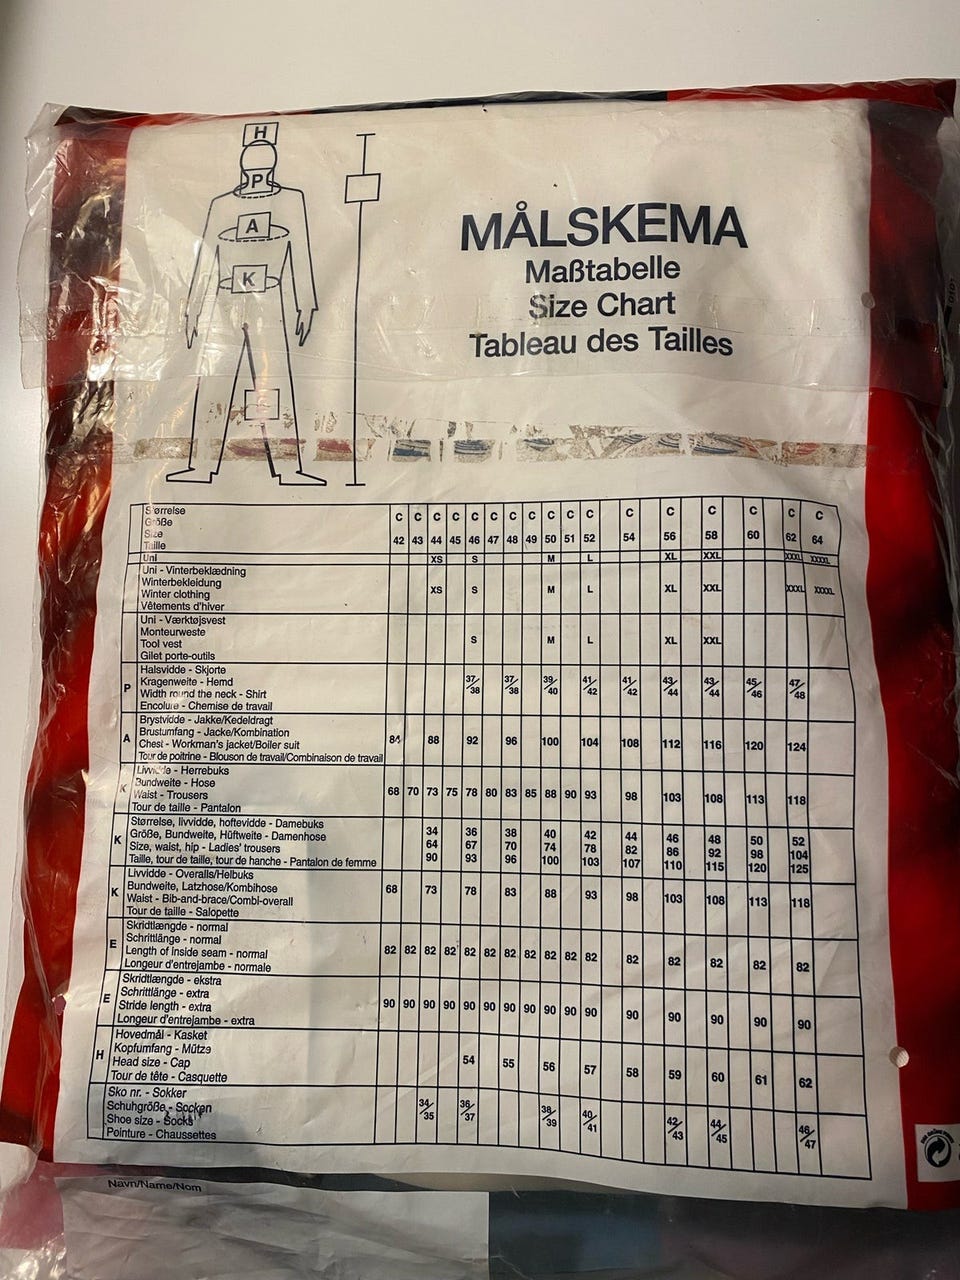 H
P
A
K
MÅLSKEMA
Maßtabelle
Size Chart
Tableau des Tailles
Størrelse
Größe
Size
Taille
C C C C C C C C C C C C C C C C C
42 43 44 45 46 47 48 49 50 51 52 54 56 58 60 62 64
Uni XS S M L XL XXL XXXL XXXXL
Uni - Vinterbeklædning
Winterbekleidung
Winter clothing XS S M L XL XXL XXXL XXXXL
Vêtements d'hiver
Uni - Værktøjsvest
Monteurweste
Tool vest S M L XL XXL
Gilet porte-outils
P
Halsvidde - Skjorte
Kragenweite - Hemd
Width round the neck - Shirt
Encolure - Chemise de travail
37/38 37/38 39/40 41/42 41/42 43/44 43/44 45/46 47/48
A
Brystvidde - Jakke/Kedeldragt
Brustumfang - Jacke/Kombination
Chest - Workman's jacket/Boiler suit
Tour de poitrine - Blouson de travail/Combinaison de travail
84 88 92 96 100 104 108 112 116 120 124
K
Livvidde - Herrebuks
Bundweite - Hose
Waist - Trousers
Tour de taille - Pantalon
68 70 73 75 78 80 83 85 88 90 93 98 103 108 113 118
K
Størrelse, livvidde, hoftevidde - Damebuks
Größe, Bundweite, Hüftweite - Damenhose
Size, waist, hip - Ladies' trousers
Taille, tour de taille, tour de hanche - Pantalon de femme
34 36 38 40 42 44 46 48 50 52
64 67 70 74 78 82 86 92 98 104
90 93 96 100 103 107 110 115 120 125
K
Livvidde - Overalls/Helbuks
Bundweite, Latzhose/Kombihose
Waist - Bib-and-brace/Combi-overall
Tour de taille - Salopette
68 73 78 83 88 93 98 103 108 113 118
E
Skridtlængde - normal
Schrittlänge - normal
Length of inside seam - normal
Longeur d'entrejambe - normale
82 82 82 82 82 82 82 82 82 82 82 82 82 82 82 82
E
Skridtlængde - ekstra
Schrittlänge - extra
Stride length - extra
Longeur d'entrejambe - extra
90 90 90 90 90 90 90 90 90 90 90 90 90 90 90 90
H
Hovedmål - Kasket
Kopfumfang - Mütze
Head size - Cap
Tour de tête - Casquette
54 55 56 57 58 59 60 61 62
Sko nr. - Sokker
Schuhgröße - Socken
Shoe size - Socks
Pointure - Chaussettes
34/35 36/37 38/39 40/41 42/43 44/45 46/47
Navn/Name/Nom